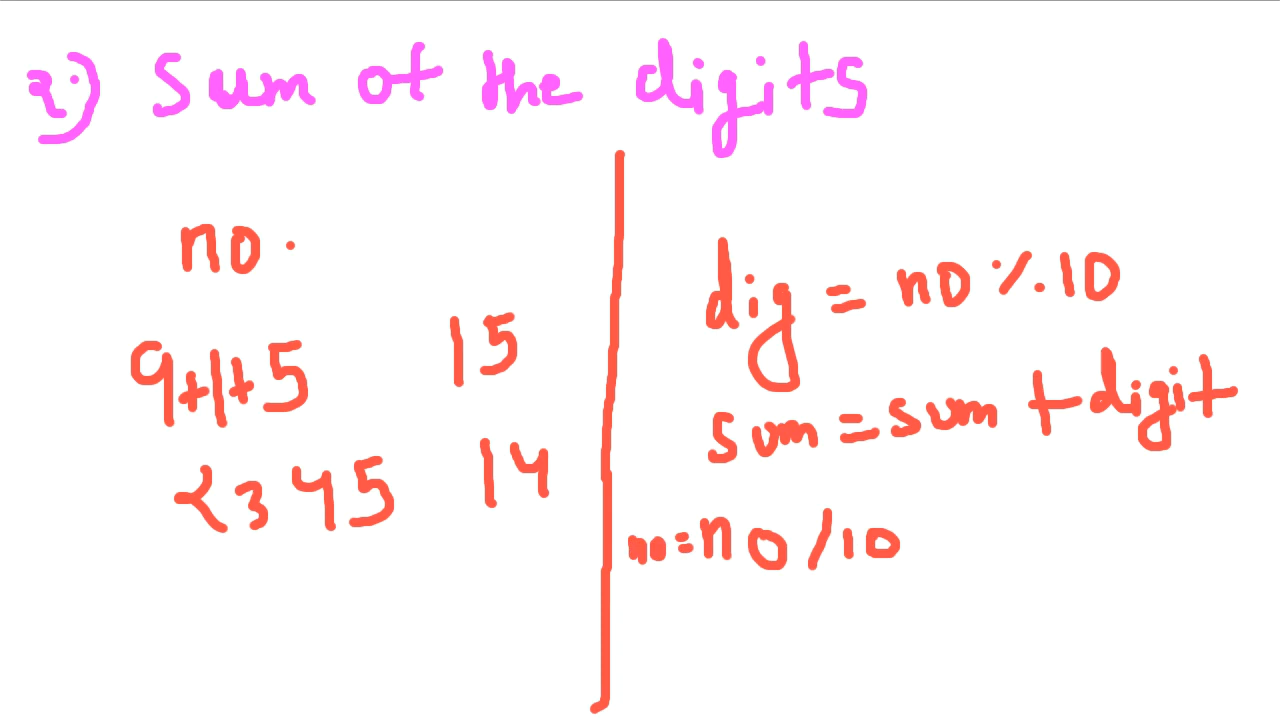 2.) Sum of the digits
no.
9+1+5 15
2345 14
dig = no % 10
sum = sum + digit
no = no / 10